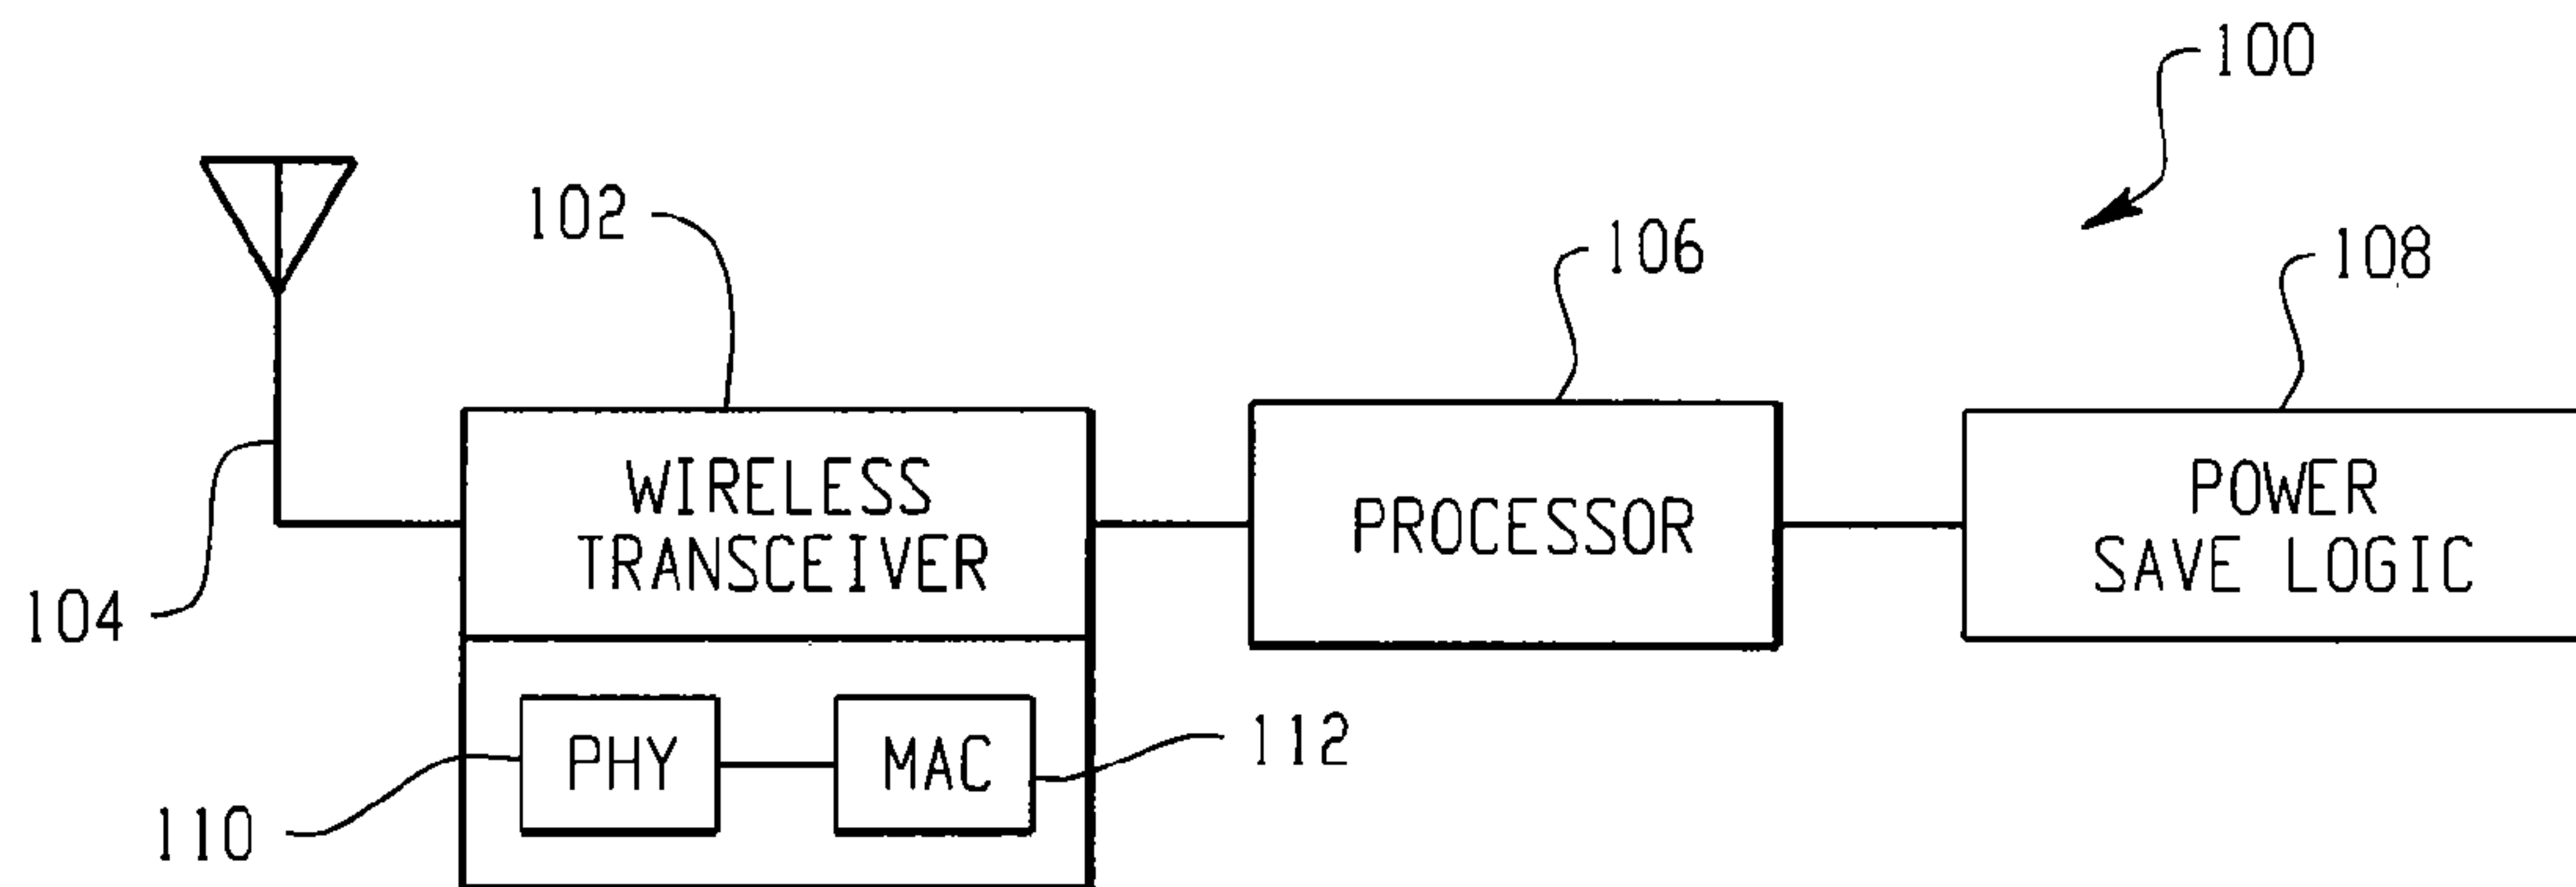 100
102
106
108
WIRELESS
TRANSCEIVER
PROCESSOR
POWER
SAVE LOGIC
104
PHY
MAC
112
110